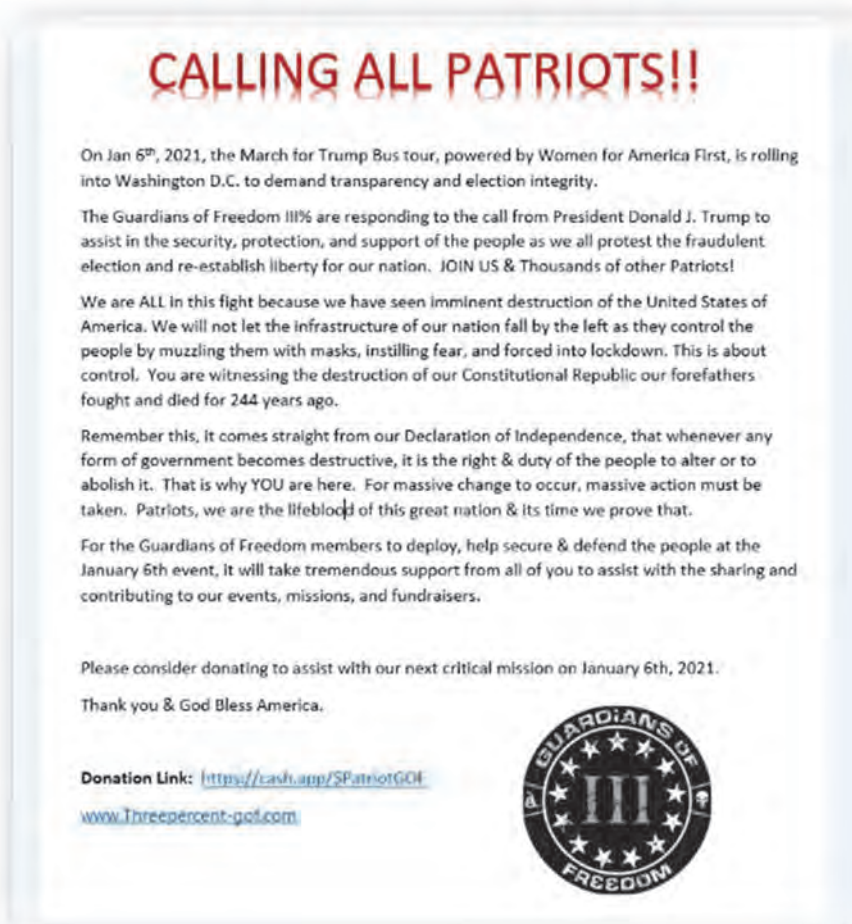 CALLING ALL PATRIOTS!!
On Jan 6th, 2021, the March for Trump Bus tour, powered by Women for America First, is rolling
into Washington D.C. to demand transparency and election integrity.
The Guardians of Freedom III% are responding to the call from President Donald J. Trump to
assist in the security, protection, and support of the people as we all protest the fraudulent
election and re-establish liberty for our nation. JOIN US & Thousands of other Patriots!
We are ALL in this fight because we have seen imminent destruction of the United States of
America. We will not let the infrastructure of our nation fall by the left as they control the
people by muzzling them with masks, instilling fear, and forced into lockdown. This is about
control. You are witnessing the destruction of our Constitutional Republic our forefathers
fought and died for 244 years ago.
Remember this, it comes straight from our Declaration of Independence, that whenever any
form of government becomes destructive, it is the right & duty of the people to alter or to
abolish it. That is why YOU are here. For massive change to occur, massive action must be
taken. Patriots, we are the lifeblood of this great nation & its time we prove that.
For the Guardians of Freedom members to deploy, help secure & defend the people at the
January 6th event, it will take tremendous support from all of you to assist with the sharing and
contributing to our events, missions, and fundraisers.
Please consider donating to assist with our next critical mission on January 6th, 2021.
Thank you & God Bless America.
Donation Link: https://cash.app/$PatriotGOF
www.Threepercent-gof.com
GUARDIANS OF
III
FREEDOM